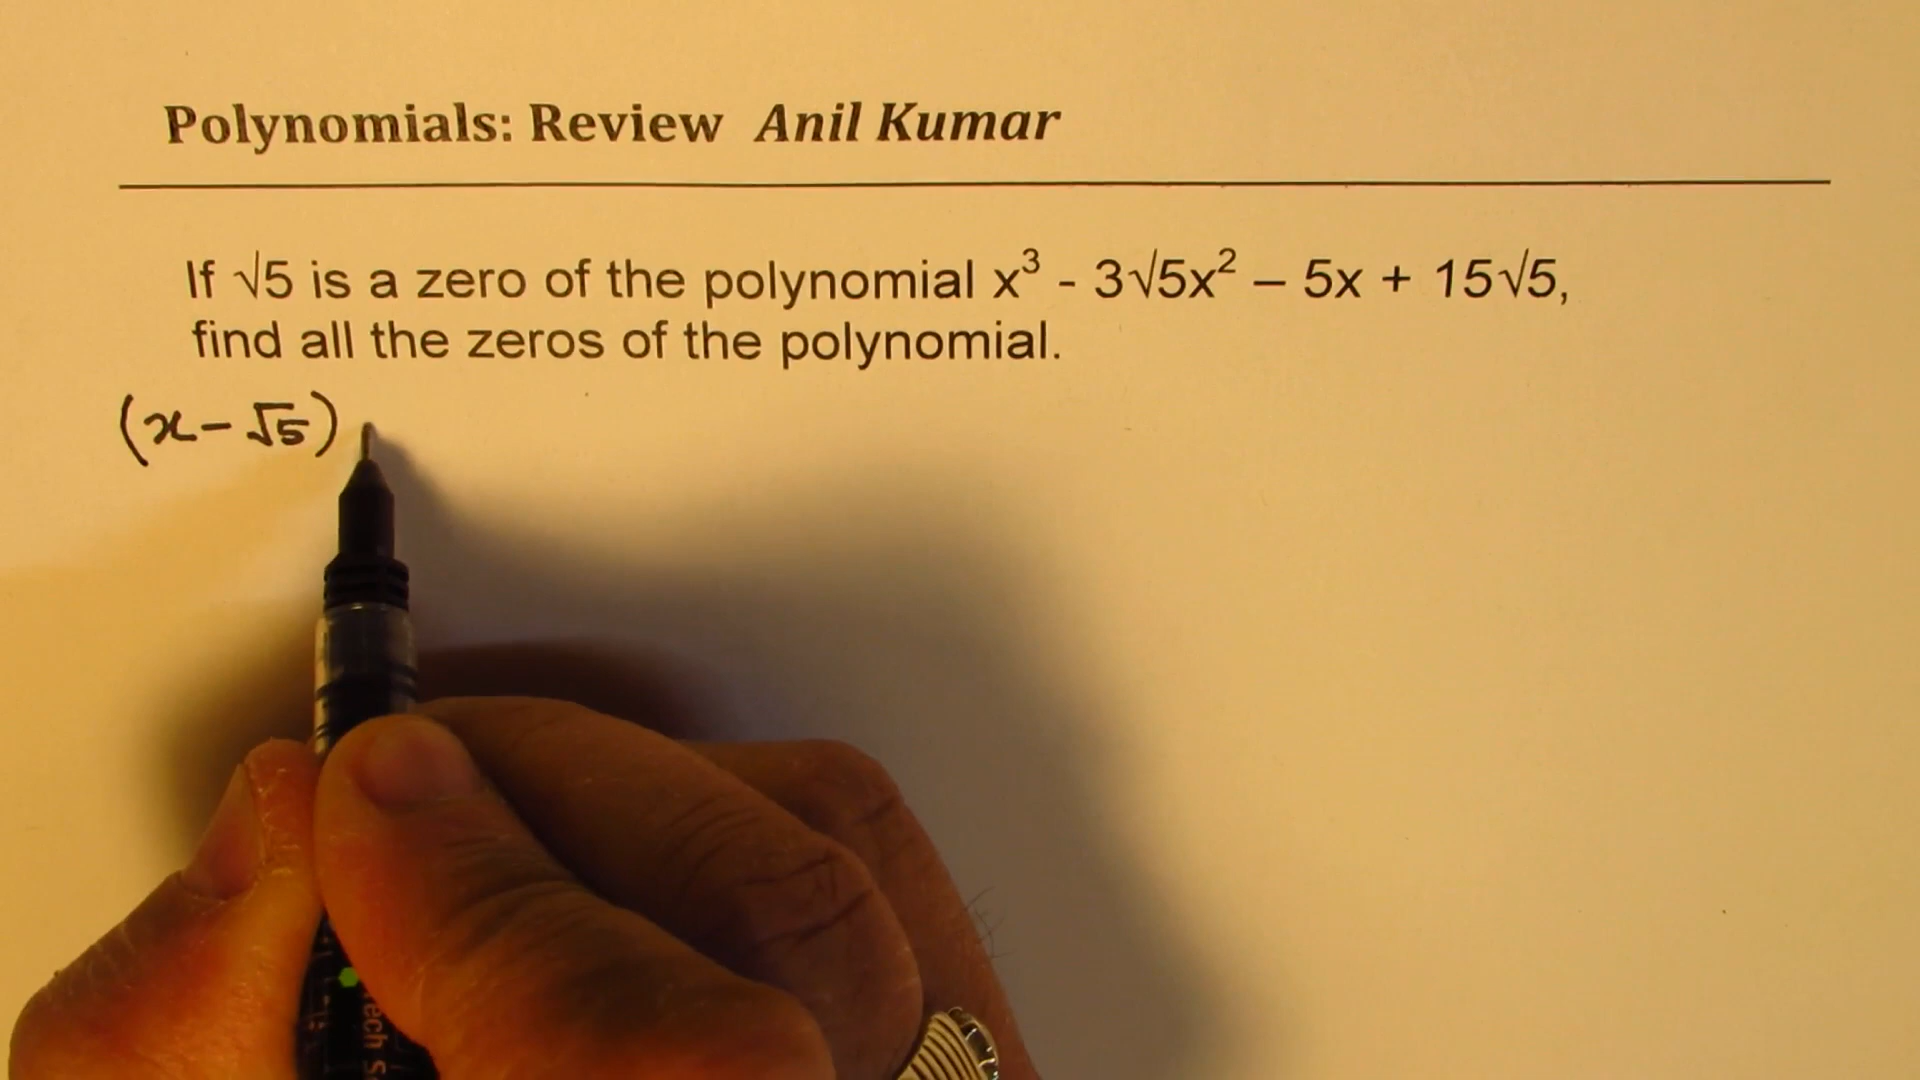 Polynomials: Review Anil Kumar
If √5 is a zero of the polynomial x³ - 3√5x² – 5x + 15√5,
find all the zeros of the polynomial.
(x - √5)